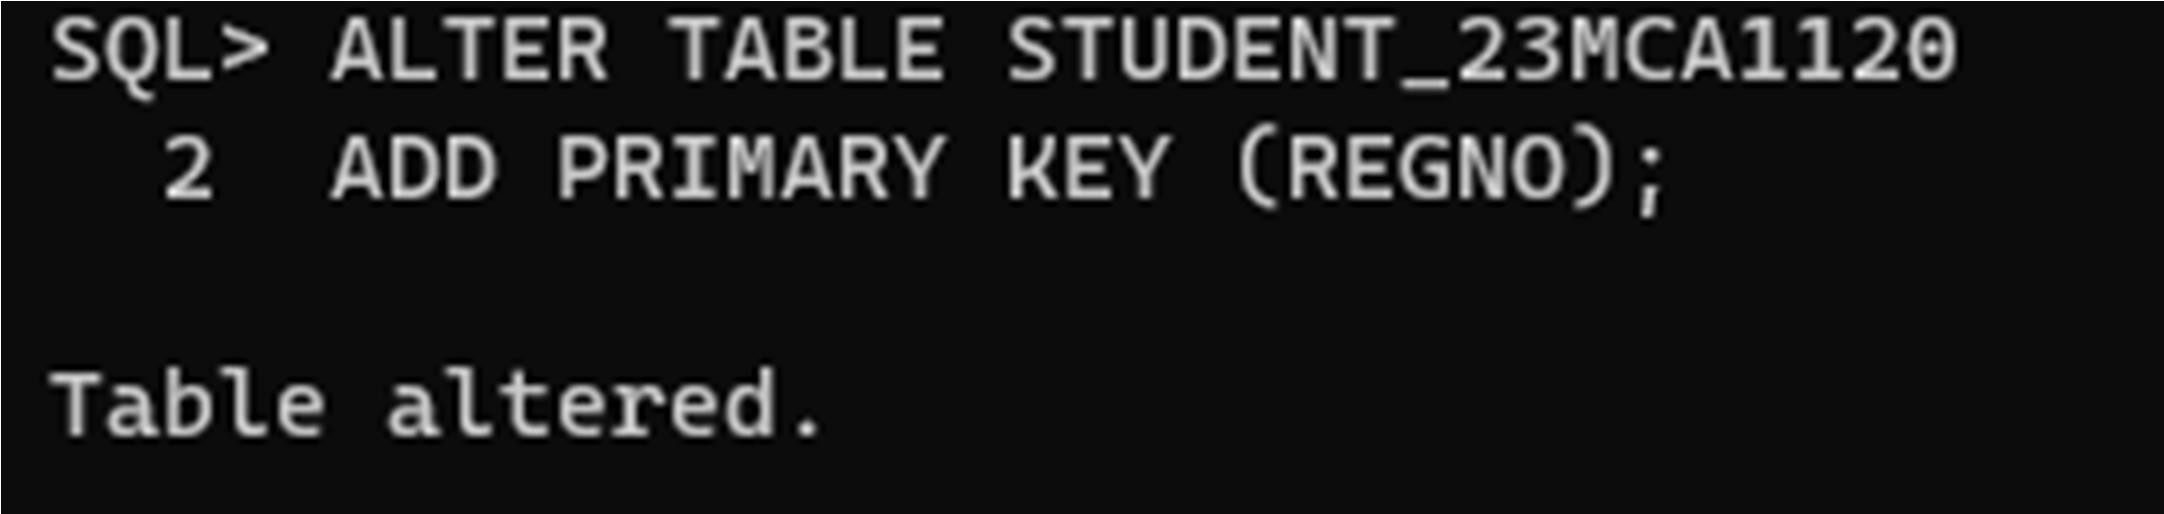 SQL> ALTER TABLE STUDENT_23MCA1120
  2  ADD PRIMARY KEY (REGNO);
Table altered.